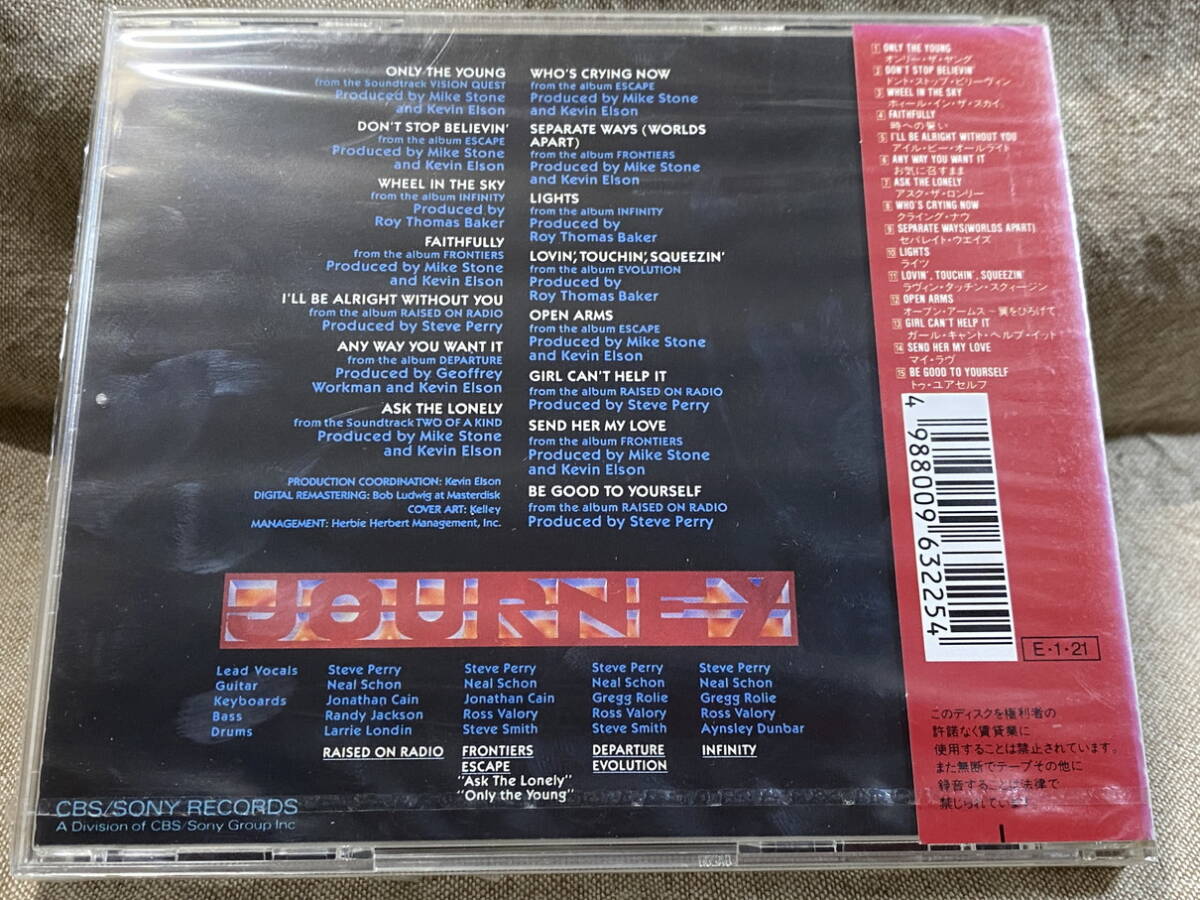 ONLY THE YOUNG
from the Soundtrack VISION QUEST
Produced by Mike Stone
and Kevin Elson
DON'T STOP BELIEVIN'
from the album ESCAPE
Produced by Mike Stone
and Kevin Elson
WHEEL IN THE SKY
from the album INFINITY
Produced by
Roy Thomas Baker
FAITHFULLY
from the album FRONTIERS
Produced by Mike Stone
and Kevin Elson
I'LL BE ALRIGHT WITHOUT YOU
from the album RAISED ON RADIO
Produced by Steve Perry
ANY WAY YOU WANT IT
from the album DEPARTURE
Produced by Geoffrey
Workman and Kevin Elson
ASK THE LONELY
from the Soundtrack TWO OF A KIND
Produced by Mike Stone
and Kevin Elson
PRODUCTION COORDINATION: Kevin Elson
DIGITAL REMASTERING: Bob Ludwig at Masterdisk
COVER ART: Kelley
MANAGEMENT: Herbie Herbert Management, Inc.
WHO'S CRYING NOW
from the album ESCAPE
Produced by Mike Stone
and Kevin Elson
SEPARATE WAYS (WORLDS
APART)
from the album FRONTIERS
Produced by Mike Stone
and Kevin Elson
LIGHTS
from the album INFINITY
Produced by
Roy Thomas Baker
LOVIN', TOUCHIN', SQUEEZIN'
from the album EVOLUTION
Produced by
Roy Thomas Baker
OPEN ARMS
from the album ESCAPE
Produced by Mike Stone
and Kevin Elson
GIRL CAN'T HELP IT
from the album RAISED ON RADIO
Produced by Steve Perry
SEND HER MY LOVE
from the album FRONTIERS
Produced by Mike Stone
and Kevin Elson
BE GOOD TO YOURSELF
from the album RAISED ON RADIO
Produced by Steve Perry
JOURNEY
Lead Vocals Steve Perry Steve Perry Steve Perry Steve Perry
Guitar Neal Schon Neal Schon Neal Schon Neal Schon
Keyboards Jonathan Cain Jonathan Cain Gregg Rolie Gregg Rolie
Bass Randy Jackson Ross Valory Ross Valory Ross Valory
Drums Larrie Londin Steve Smith Steve Smith Aynsley Dunbar
RAISED ON RADIO FRONTIERS DEPARTURE INFINITY
ESCAPE EVOLUTION
"Ask The Lonely"
"Only the Young"
CBS/SONY RECORDS
A Division of CBS/Sony Group Inc
1 ONLY THE YOUNG
オンリー・ザ・ヤング
2 DON'T STOP BELIEVIN'
ドント・ストップ・ビリーヴィン
3 WHEEL IN THE SKY
ホィール・イン・ザ・スカイ
4 FAITHFULLY
時への誓い
5 I'LL BE ALRIGHT WITHOUT YOU
アイル・ビー・オールライト
6 ANY WAY YOU WANT IT
お気に召すまま
7 ASK THE LONELY
アスク・ザ・ロンリー
8 WHO'S CRYING NOW
クライング・ナウ
9 SEPARATE WAYS(WORLDS APART)
セパレイト・ウェイズ
10 LIGHTS
ライツ
11 LOVIN', TOUCHIN', SQUEEZIN'
ラヴィン・タッチン・スクィージン
12 OPEN ARMS
オープン・アームス～翼をひろげて
13 GIRL CAN'T HELP IT
ガール・キャント・ヘルプ・イット
14 SEND HER MY LOVE
マイ・ラヴ
15 BE GOOD TO YOURSELF
トゥ・ユアセルフ
4 988009 632254
E・1・21
このディスクを権利者の
許諾なく賃貸業に
使用することは禁止されています。
また無断でテープその他に
録音することは法律で
禁じられています